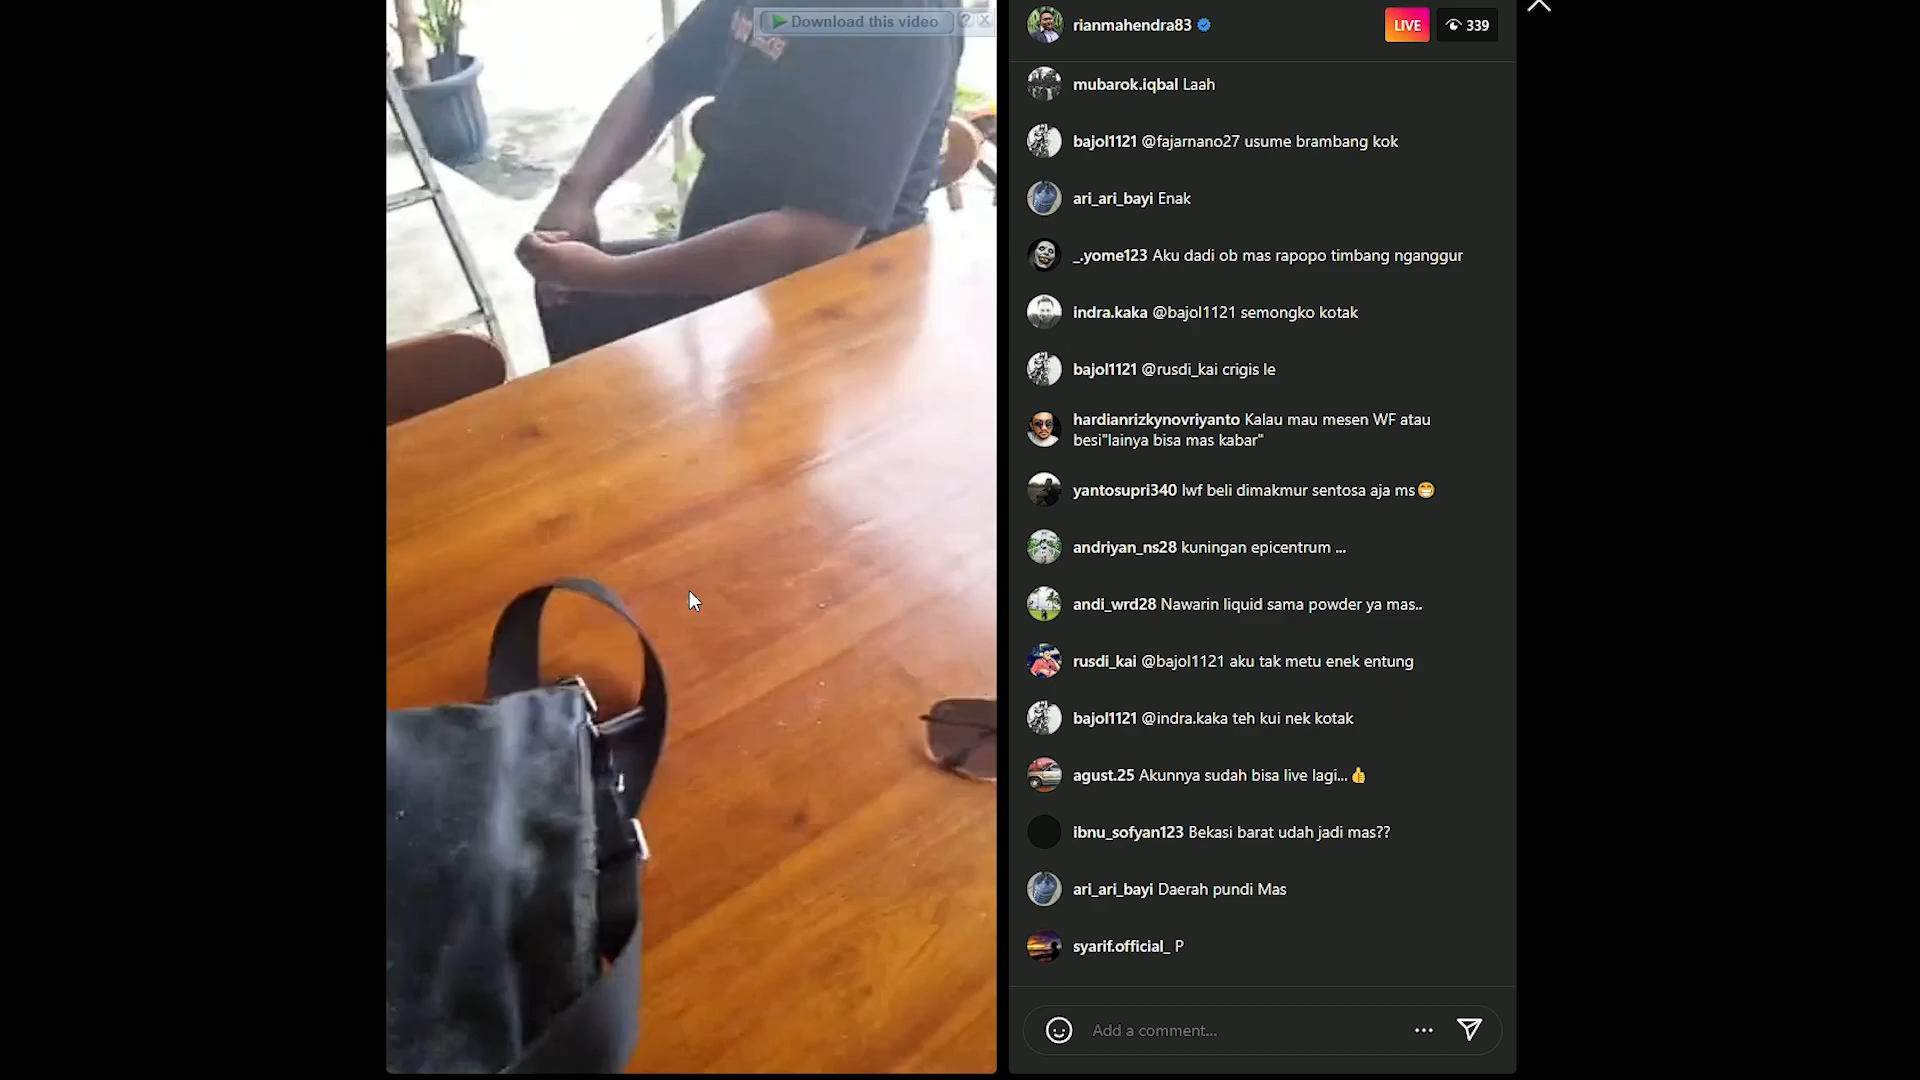 Download this video
rianmahendra83
LIVE
339
mubarok.iqbal Laah
bajol1121 @fajarnano27 usume brambang kok
ari_ari_bayi Enak
_.yome123 Aku dadi ob mas rapopo timbang nganggur
indra.kaka @bajol1121 semongko kotak
bajol1121 @rusdi_kai crigis le
hardianrizkynovriyanto Kalau mau mesen WF atau
besi"lainya bisa mas kabar"
yantosupri340 Iwf beli dimakmur sentosa aja ms😁
andriyan_ns28 kuningan epicentrum ...
andi_wrd28 Nawarin liquid sama powder ya mas..
rusdi_kai @bajol1121 aku tak metu enek entung
bajol1121 @indra.kaka teh kui nek kotak
agust.25 Akunnya sudah bisa live lagi...👍
ibnu_sofyan123 Bekasi barat udah jadi mas??
ari_ari_bayi Daerah pundi Mas
syarif.official_ P
Add a comment...